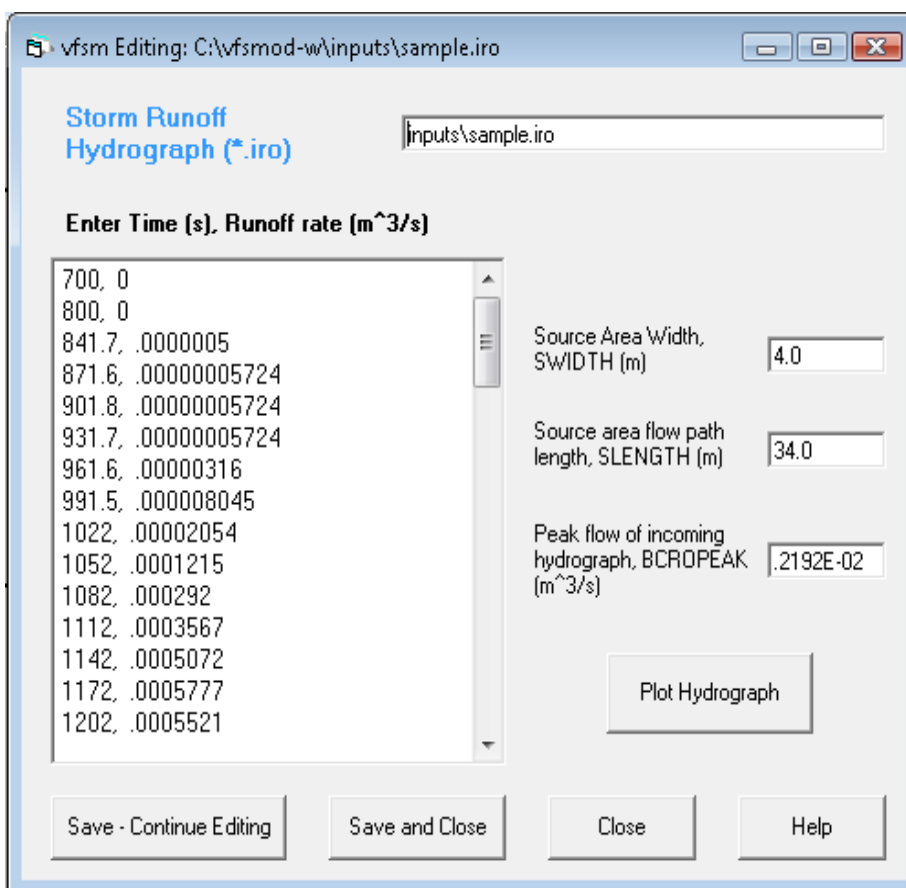 vfsm Editing: C:\vfsmod-w\inputs\sample.iro
Storm Runoff
Hydrograph (*.iro)
inputs\sample.iro
Enter Time (s), Runoff rate (m^3/s)
700, 0
800, 0
841.7, .0000005
871.6, .00000005724
901.8, .00000005724
931.7, .00000005724
961.6, .00000316
991.5, .000008045
1022, .00002054
1052, .0001215
1082, .000292
1112, .0003567
1142, .0005072
1172, .0005777
1202, .0005521
Source Area Width,
SWIDTH (m)
4.0
Source area flow path
length, SLENGTH (m)
34.0
Peak flow of incoming
hydrograph, BCROPEAK
(m^3/s)
.2192E-02
Plot Hydrograph
Save - Continue Editing
Save and Close
Close
Help